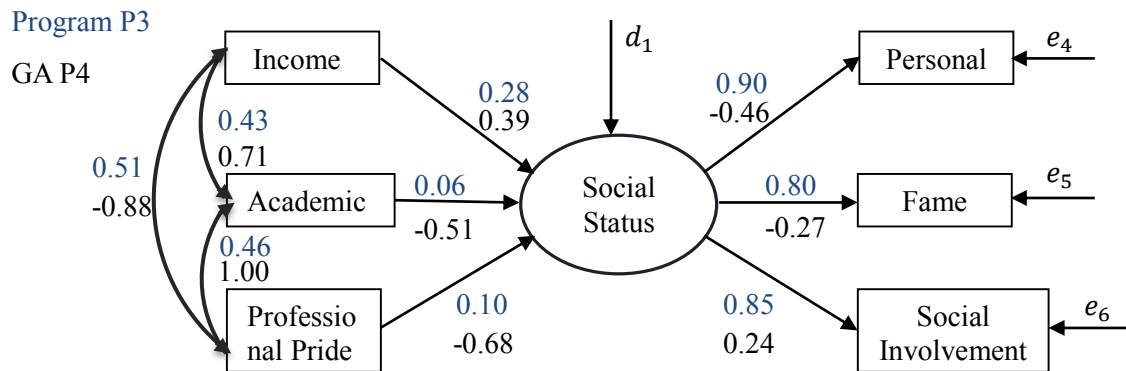 Program P3
GA P4
Income
Academic
Professio
nal Pride
0.43
0.71
0.51
-0.88
0.46
1.00
0.28
0.39
0.06
-0.51
0.10
-0.68
d₁
Social
Status
0.90
-0.46
0.80
-0.27
0.85
0.24
Personal
Fame
Social
Involvement
e₄
e₅
e₆